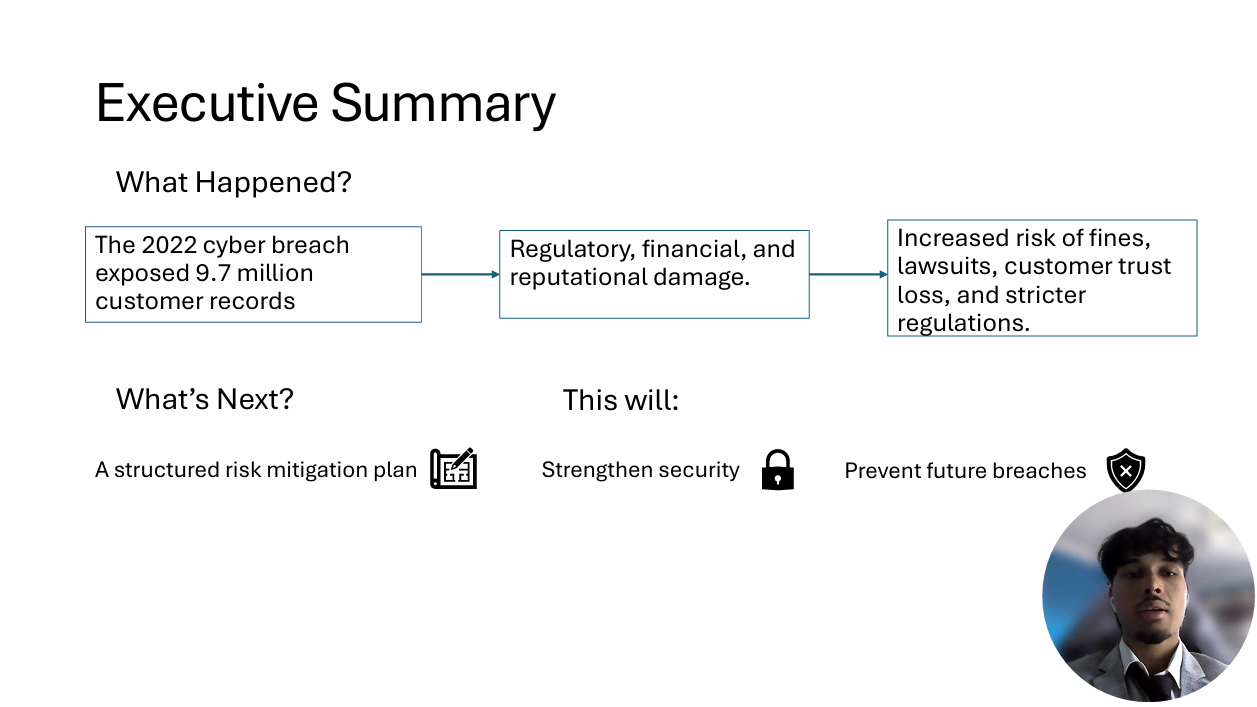 Executive Summary
What Happened?
The 2022 cyber breach
exposed 9.7 million
customer records
Regulatory, financial, and
reputational damage.
Increased risk of fines,
lawsuits, customer trust
loss, and stricter
regulations.
What’s Next?
This will:
A structured risk mitigation plan
Strengthen security
Prevent future breaches